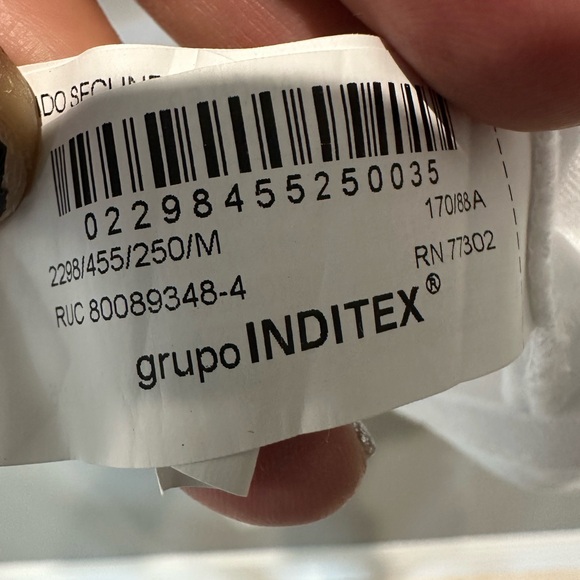 02298455250035
2298/455/250/M
170/88A
RUC 80089348-4
RN 77302
grupo INDITEX®